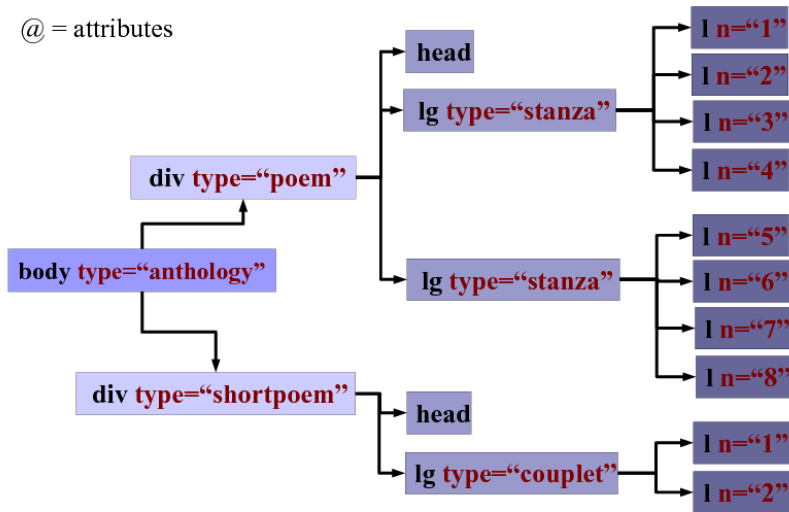 @ = attributes
body type=“anthology”
div type=“poem”
head
lg type=“stanza”
l n=“1”
l n=“2”
l n=“3”
l n=“4”
lg type=“stanza”
l n=“5”
l n=“6”
l n=“7”
l n=“8”
div type=“shortpoem”
head
lg type=“couplet”
l n=“1”
l n=“2”